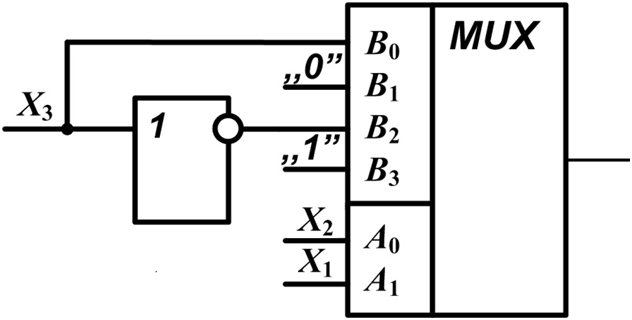 B₀ MUX
„0”
B₁
X₃ 1
B₂
„1”
B₃
X₂ A₀
X₁ A₁